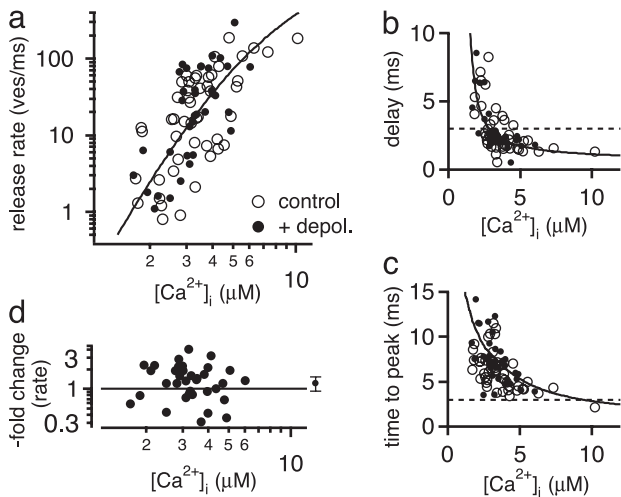 a
release rate (ves/ms)
100
10
1
2
3
4
5
6
10
[Ca²⁺]ᵢ (μM)
control
+ depol.
b
delay (ms)
10
5
0
0
5
10
[Ca²⁺]ᵢ (μM)
d
-fold change
(rate)
3
1
0.3
2
3
4
5
6
10
[Ca²⁺]ᵢ (μM)
c
time to peak (ms)
15
10
5
0
0
5
10
[Ca²⁺]ᵢ (μM)